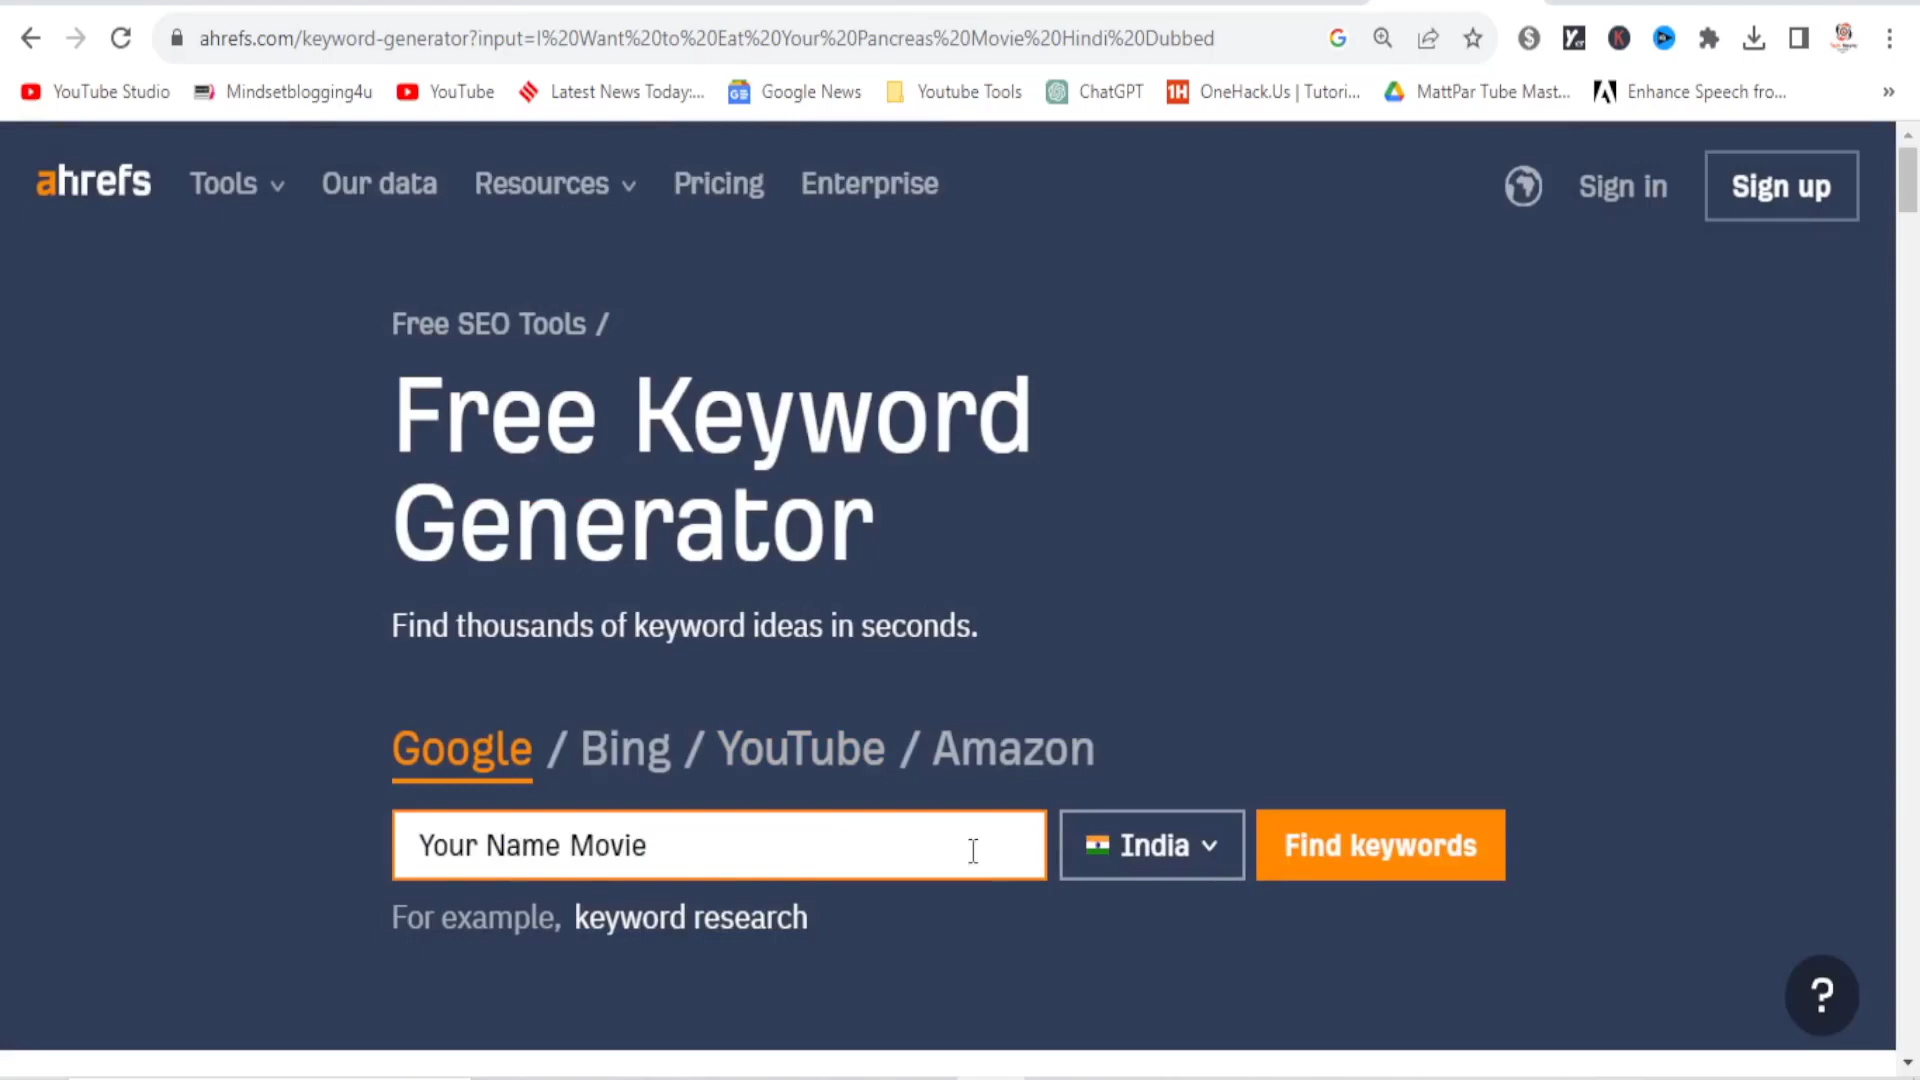 ahrefs.com/keyword-generator?input=I%20Want%20to%20Eat%20Your%20Pancreas%20Movie%20Hindi%20Dubbed
YouTube Studio Mindsetblogging4u YouTube Latest News Today:... Google News Youtube Tools ChatGPT 1H OneHack.Us | Tutori... MattPar Tube Mast... Enhance Speech fro... »
ahrefs Tools Our data Resources Pricing Enterprise Sign in Sign up
Free SEO Tools /
Free Keyword
Generator
Find thousands of keyword ideas in seconds.
Google / Bing / YouTube / Amazon
Your Name Movie India Find keywords
For example, keyword research
?